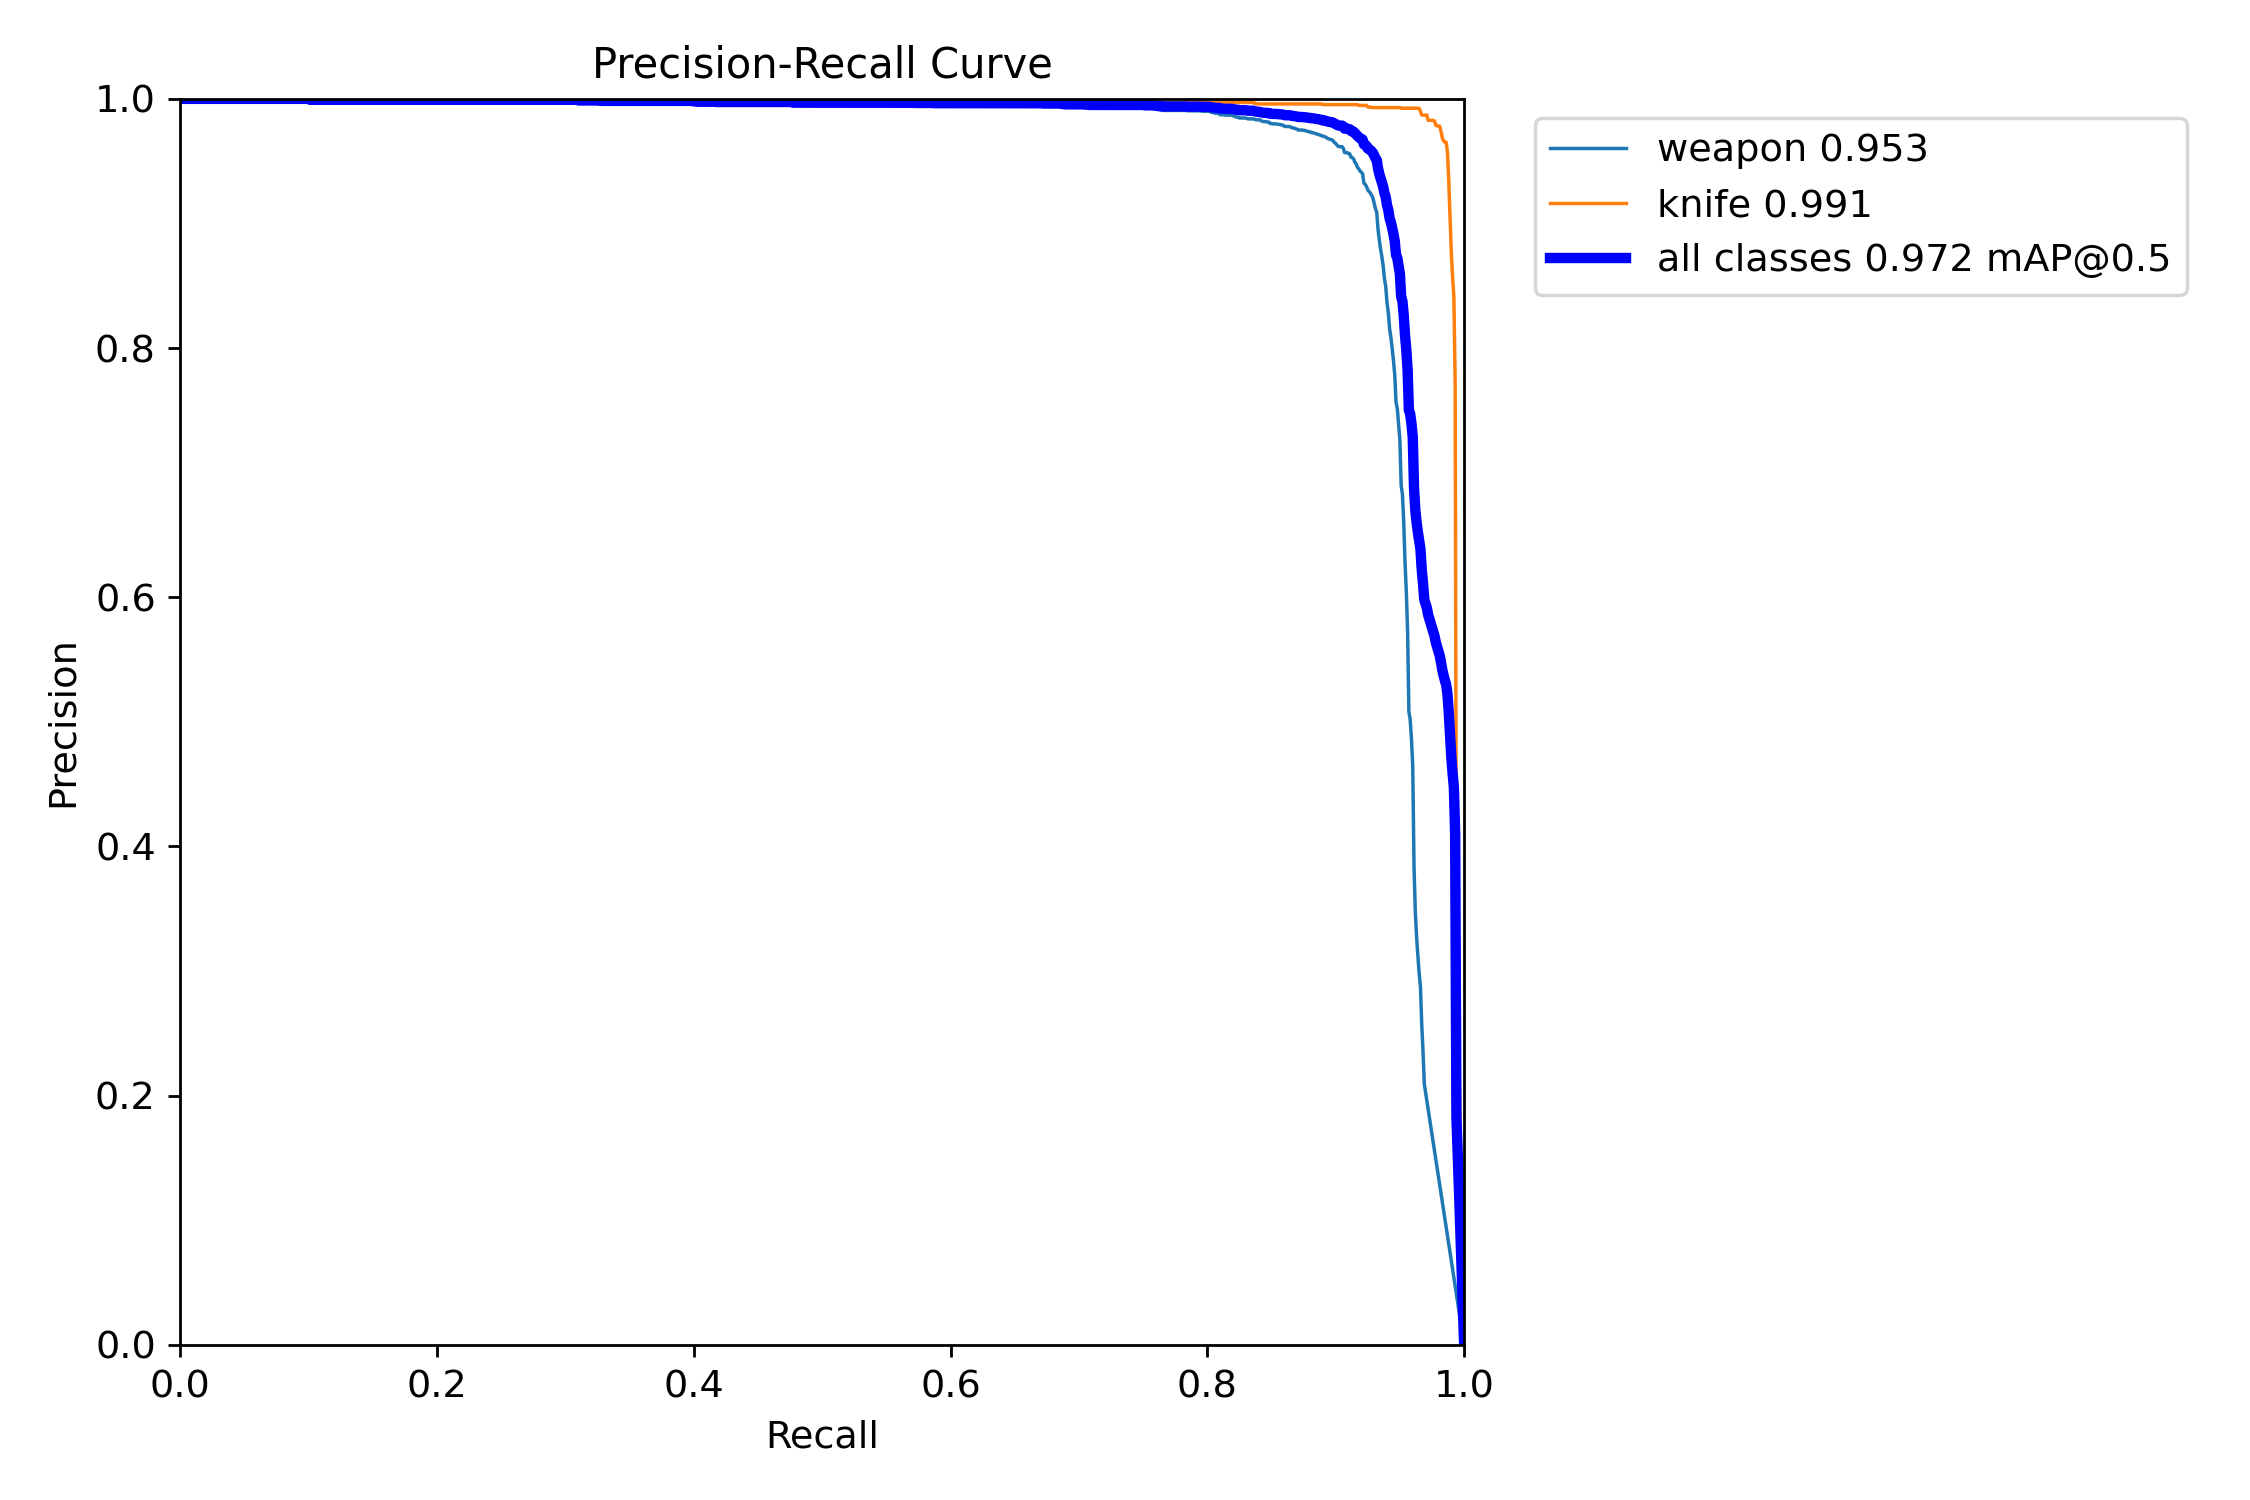 Precision-Recall Curve
1.0
0.8
0.6
0.4
0.2
0.0
Precision
0.0 0.2 0.4 0.6 0.8 1.0
Recall
weapon 0.953
knife 0.991
all classes 0.972 mAP@0.5